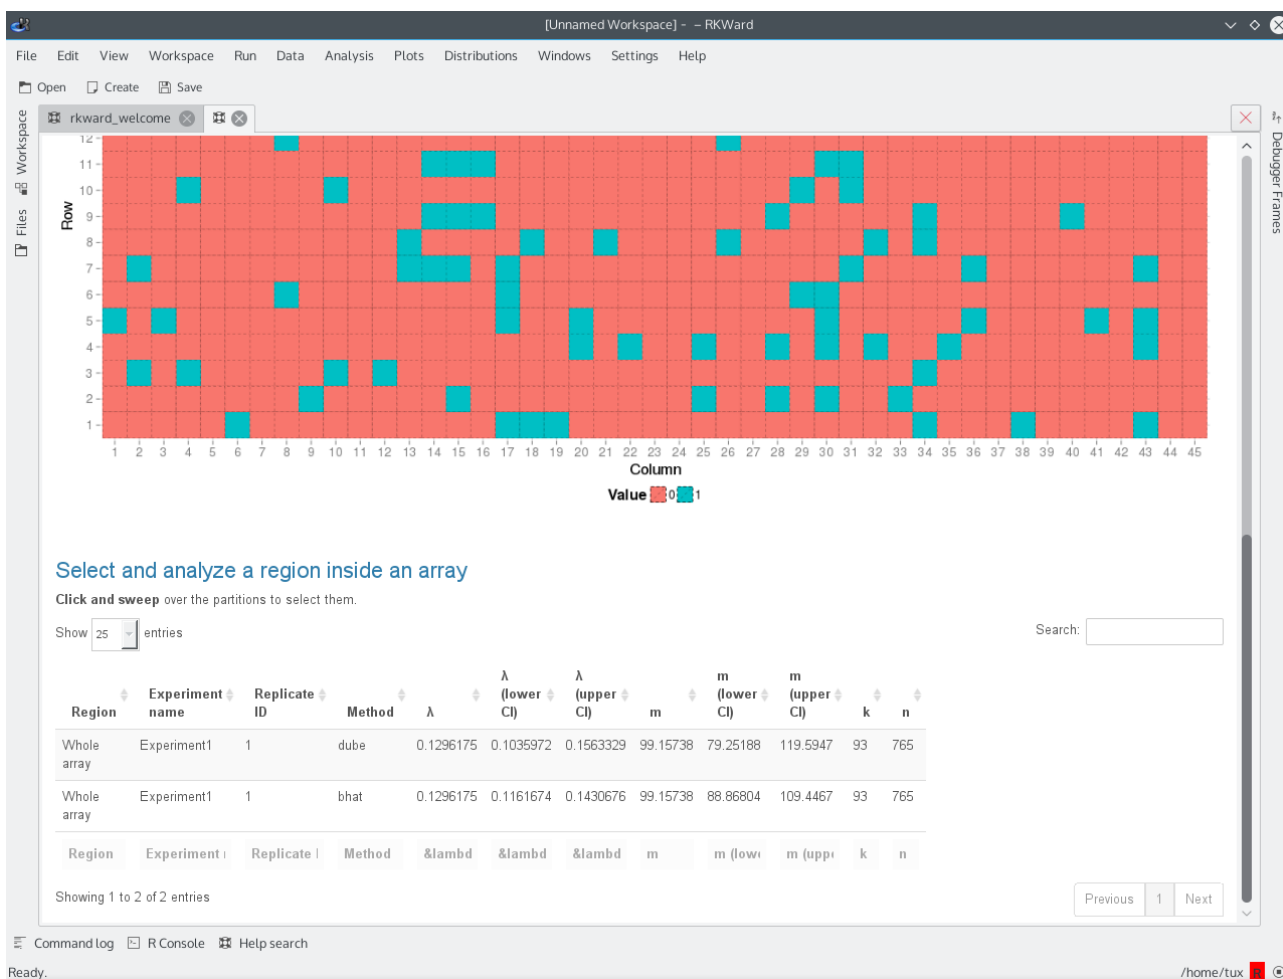 [Unnamed Workspace] - – RKWard
File Edit View Workspace Run Data Analysis Plots Distributions Windows Settings Help
Open Create Save
Workspace
Files
rkward_welcome
Debugger Frames
Row
12
11
10
9
8
7
6
5
4
3
2
1
1 2 3 4 5 6 7 8 9 10 11 12 13 14 15 16 17 18 19 20 21 22 23 24 25 26 27 28 29 30 31 32 33 34 35 36 37 38 39 40 41 42 43 44 45
Column
Value 0 1
Select and analyze a region inside an array
Click and sweep over the partitions to select them.
Show 25 entries
Search:
Region Experiment name Replicate ID Method λ λ (lower CI) λ (upper CI) m m (lower CI) m (upper CI) k n
Whole array Experiment1 1 dube 0.1296175 0.1035972 0.1563329 99.15738 79.25188 119.5947 93 765
Whole array Experiment1 1 bhat 0.1296175 0.1161674 0.1430676 99.15738 88.86804 109.4467 93 765
Region Experiment Replicate Method &lambd &lambd &lambd m m (low m (upp k n
Showing 1 to 2 of 2 entries
Previous 1 Next
Command log R Console Help search
Ready.
/home/tux R